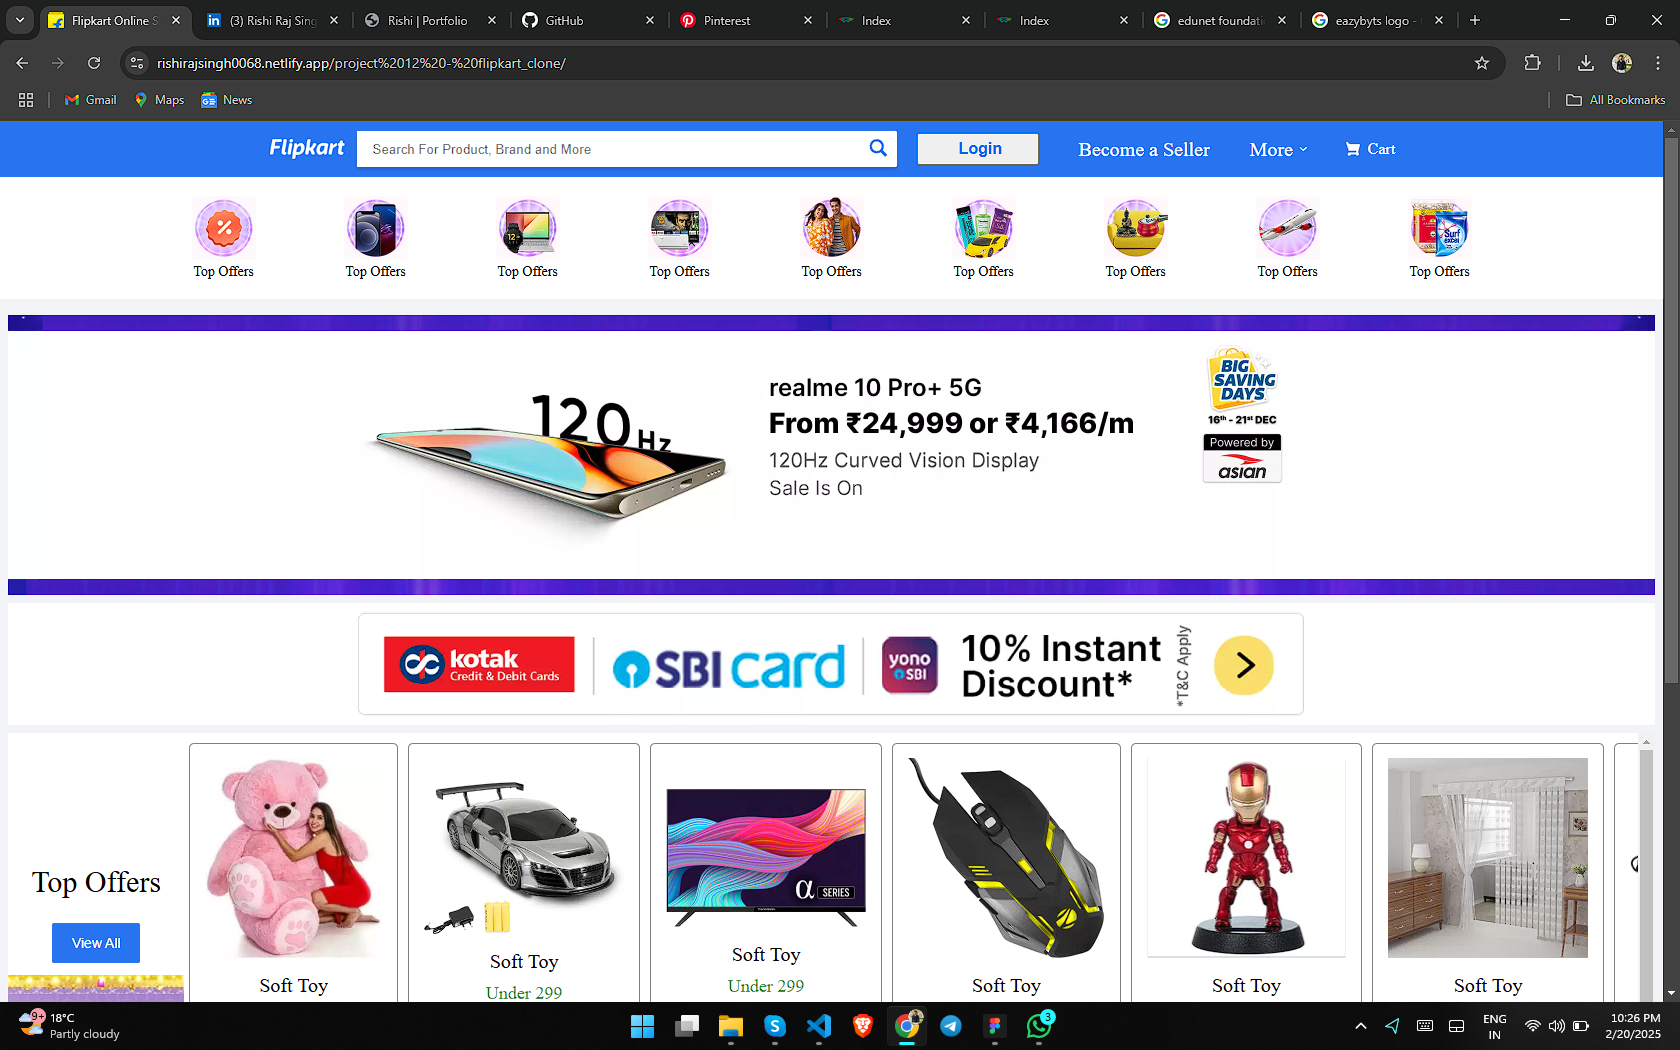 Flipkart Online S
(3) Rishi Raj Sing
Rishi | Portfolio
GitHub
Pinterest
Index
Index
edunet foundati
eazybyts logo -
rishirajsingh0068.netlify.app/project%2012%20-%20flipkart_clone/
Gmail
Maps
News
All Bookmarks
Flipkart
Search For Product, Brand and More
Login
Become a Seller
More
Cart
Top Offers
Top Offers
Top Offers
Top Offers
Top Offers
Top Offers
Top Offers
Top Offers
Top Offers
realme 10 Pro+ 5G
From ₹24,999 or ₹4,166/m
120Hz Curved Vision Display
Sale Is On
120 Hz
BIG
SAVING
DAYS
16th - 21st DEC
Powered by
asian
kotak
Credit & Debit Cards
SBI card
yono
SBI
10% Instant
Discount*
*T&C Apply
Top Offers
View All
Soft Toy
Soft Toy
Under 299
α SERIES
Soft Toy
Under 299
Soft Toy
Soft Toy
Soft Toy
9+
18°C
Partly cloudy
3
ENG
IN
10:26 PM
2/20/2025